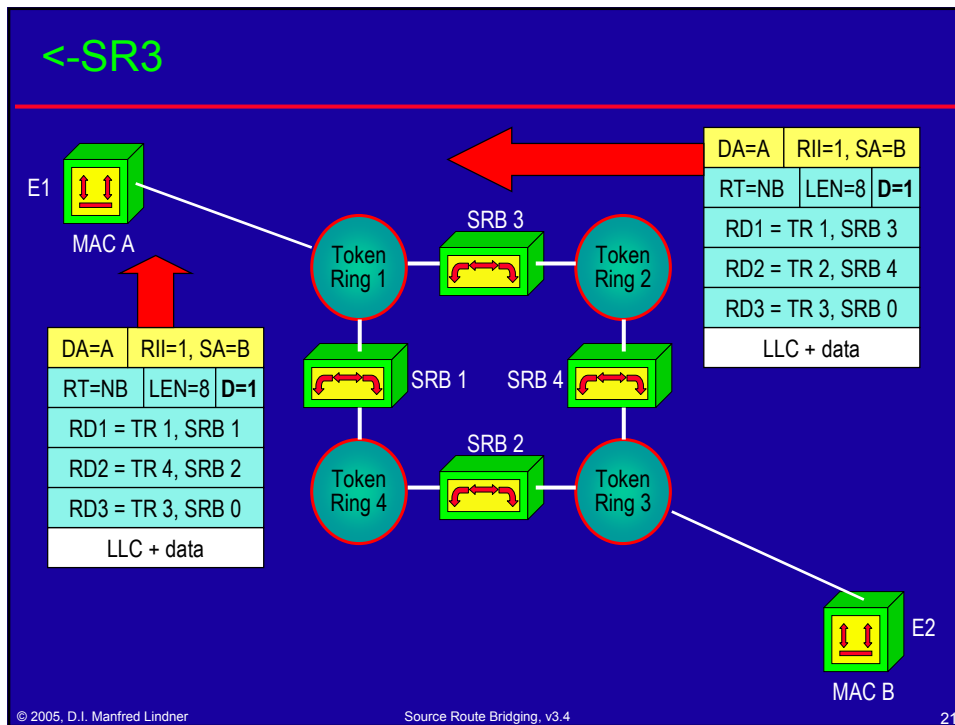 <-SR3
DA=A RII=1, SA=B
RT=NB LEN=8 D=1
RD1 = TR 1, SRB 3
RD2 = TR 2, SRB 4
RD3 = TR 3, SRB 0
LLC + data
E1
MAC A
SRB 3
Token
Ring 1
Token
Ring 2
DA=A RII=1, SA=B
RT=NB LEN=8 D=1
RD1 = TR 1, SRB 1
RD2 = TR 4, SRB 2
RD3 = TR 3, SRB 0
LLC + data
SRB 1
SRB 4
SRB 2
Token
Ring 4
Token
Ring 3
E2
MAC B
© 2005, D.I. Manfred Lindner
Source Route Bridging, v3.4
21